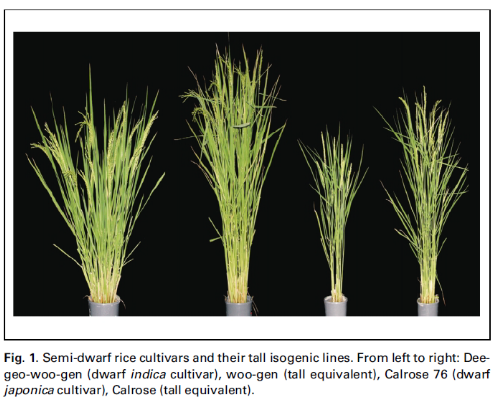 Fig. 1. Semi-dwarf rice cultivars and their tall isogenic lines. From left to right: Dee-
geo-woo-gen (dwarf indica cultivar), woo-gen (tall equivalent), Calrose 76 (dwarf
japonica cultivar), Calrose (tall equivalent).